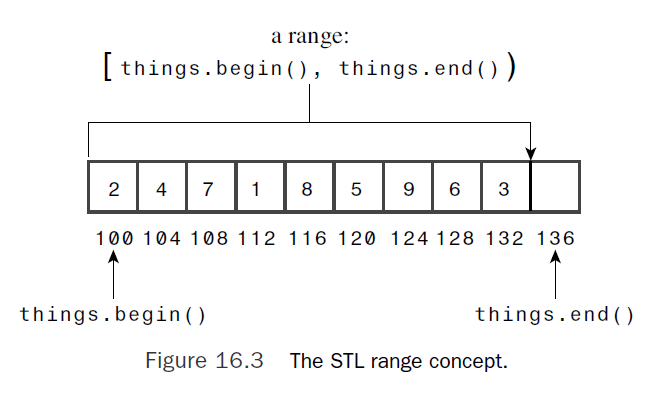 a range:
[things.begin(), things.end())
2 4 7 1 8 5 9 6 3
100 104 108 112 116 120 124 128 132 136
things.begin() things.end()
Figure 16.3 The STL range concept.